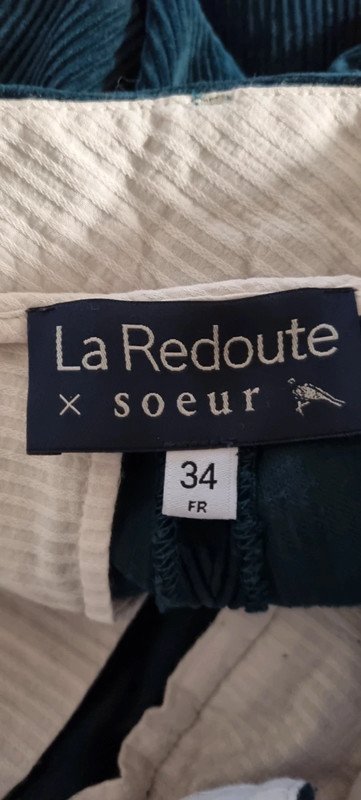 La Redoute
× soeur
34
FR